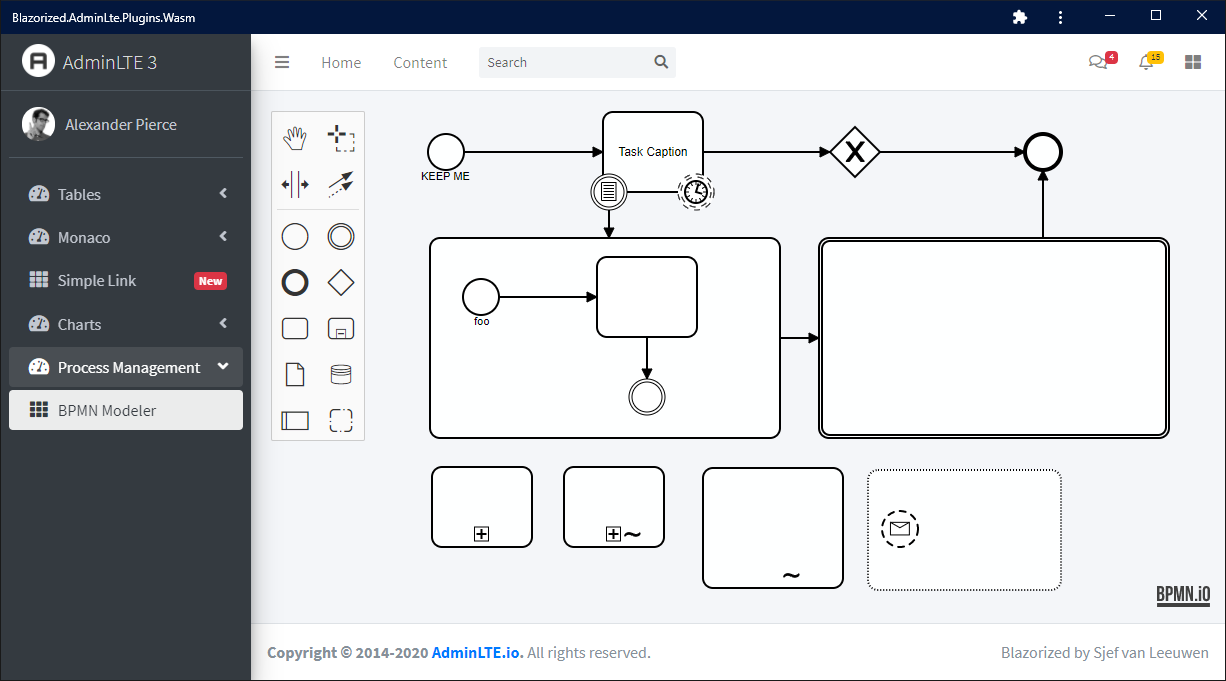 Blazorized.AdminLte.Plugins.Wasm
AdminLTE 3
Home
Content
Search
4
15
Alexander Pierce
Tables
Monaco
Simple Link
New
Charts
Process Management
BPMN Modeler
KEEP ME
Task Caption
X
foo
BPMN.iO
Copyright © 2014-2020 AdminLTE.io. All rights reserved.
Blazorized by Sjef van Leeuwen